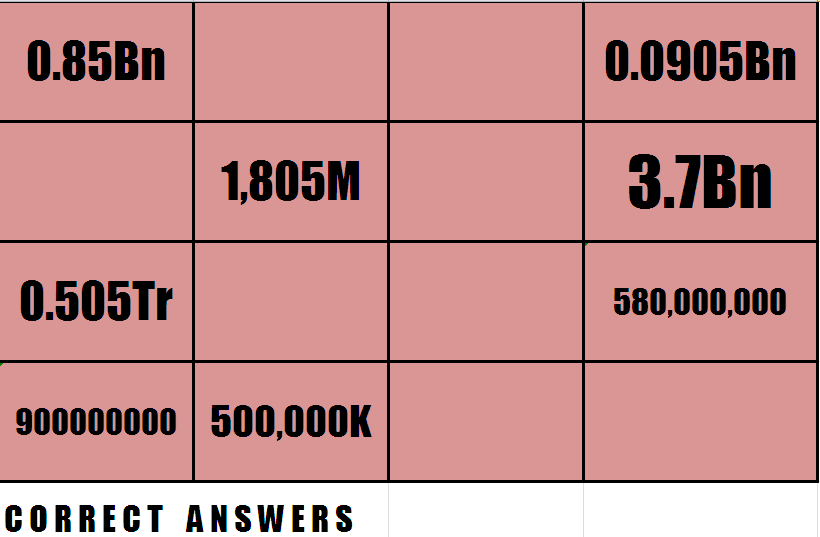 0.85Bn 0.0905Bn
1,805M 3.7Bn
0.505Tr 580,000,000
900000000 500,000K
CORRECT ANSWERS